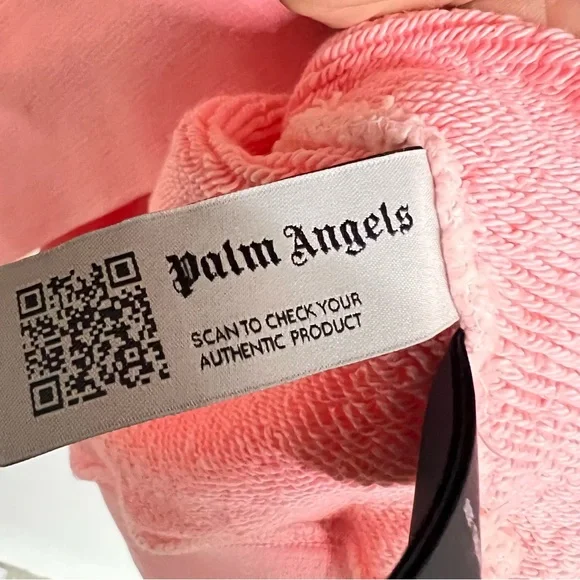 Palm Angels
SCAN TO CHECK YOUR
AUTHENTIC PRODUCT